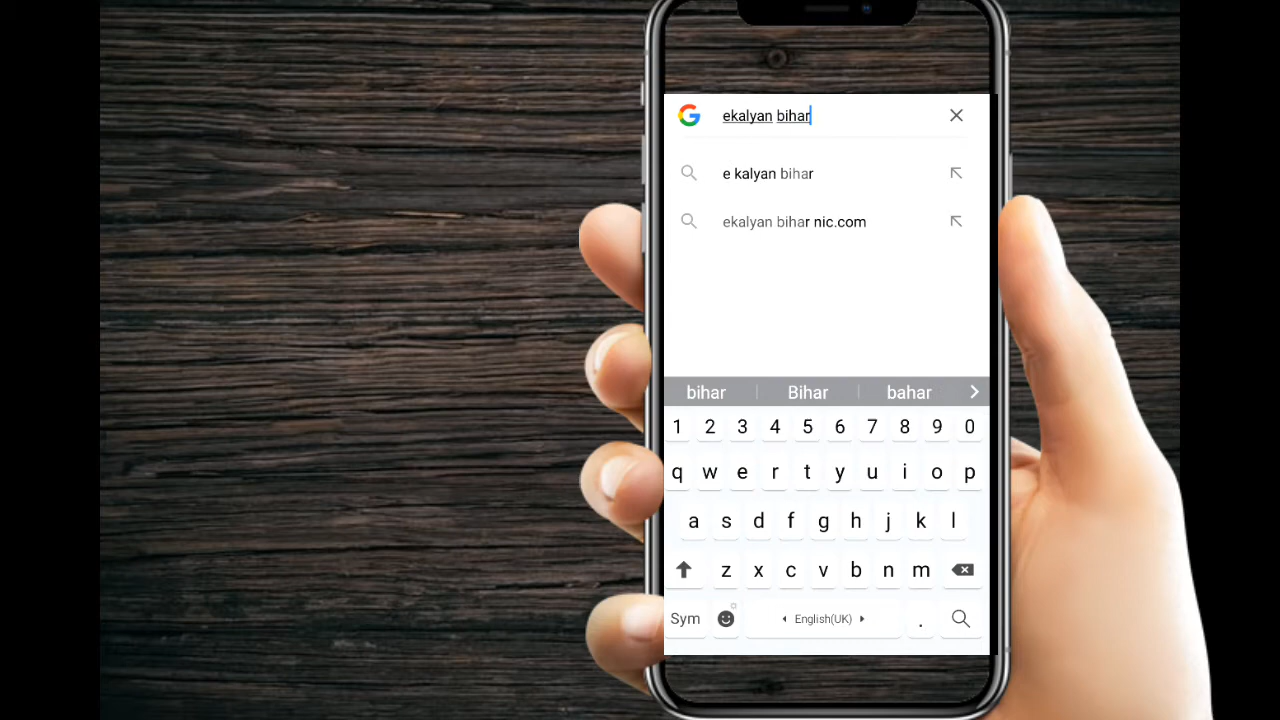 ekalyan bihar
e kalyan bihar
ekalyan bihar nic.com
bihar Bihar bahar
1 2 3 4 5 6 7 8 9 0
q w e r t y u i o p
a s d f g h j k l
z x c v b n m
Sym English(UK) .